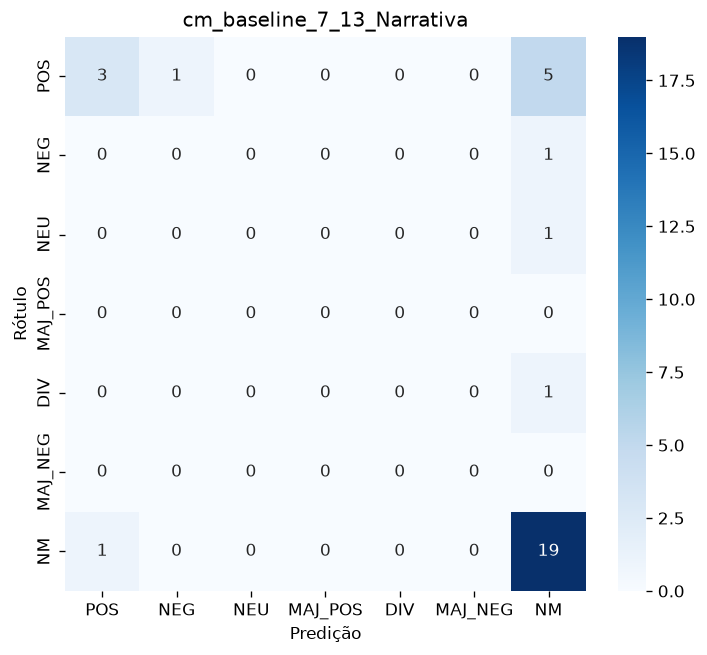 cm_baseline_7_13_Narrativa
POS 3 1 0 0 0 0 5
NEG 0 0 0 0 0 0 1
NEU 0 0 0 0 0 0 1
MAJ_POS 0 0 0 0 0 0 0
DIV 0 0 0 0 0 0 1
MAJ_NEG 0 0 0 0 0 0 0
NM 1 0 0 0 0 0 19
POS NEG NEU MAJ_POS DIV MAJ_NEG NM
Rótulo
Predição
17.5
15.0
12.5
10.0
7.5
5.0
2.5
0.0